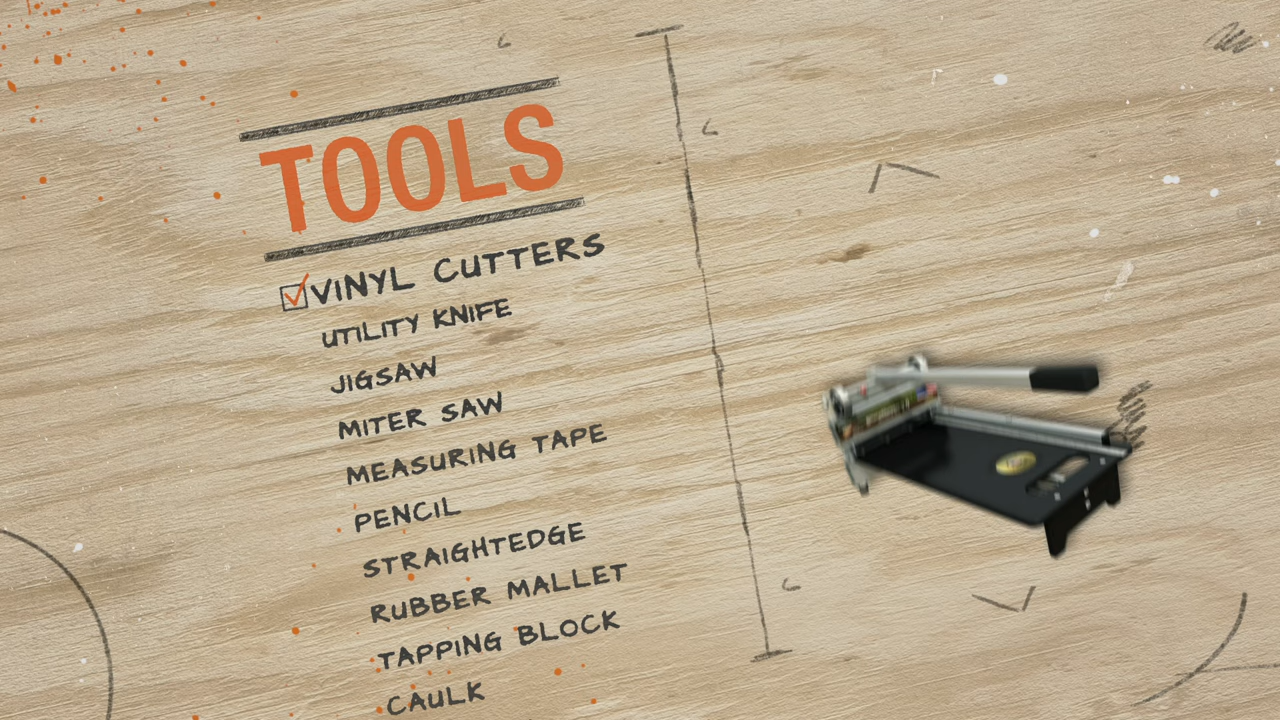 TOOLS
VINYL CUTTERS
UTILITY KNIFE
JIGSAW
MITER SAW
MEASURING TAPE
PENCIL
STRAIGHTEDGE
RUBBER MALLET
TAPPING BLOCK
CAULK